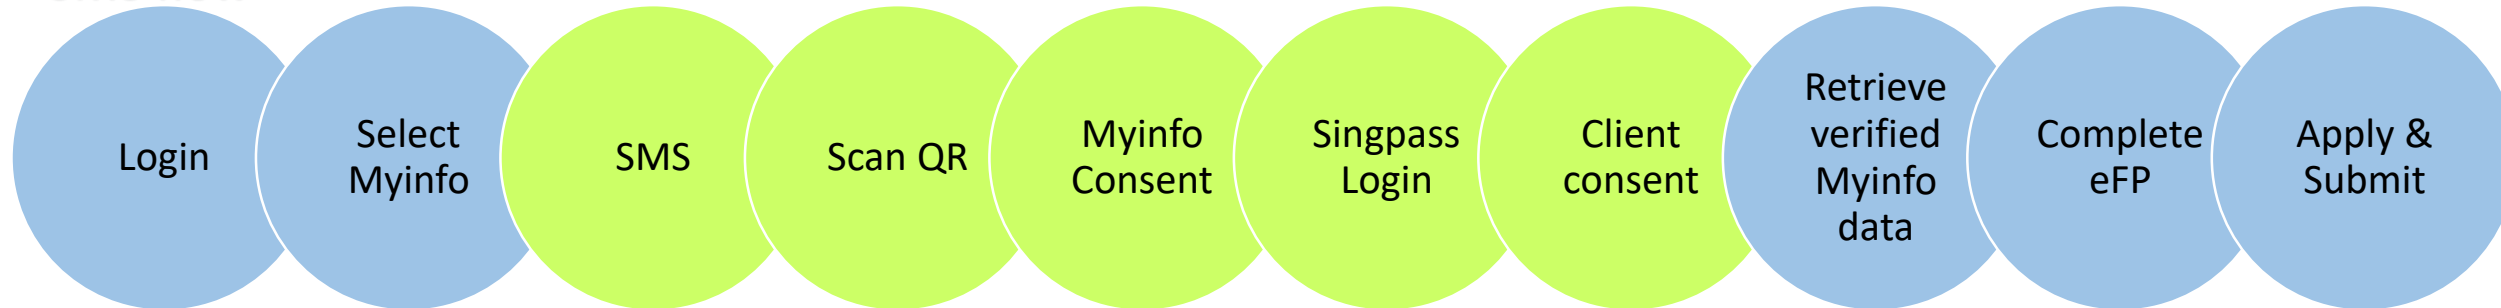 Login
Select
Myinfo
SMS
Scan QR
Myinfo
Consent
Singpass
Login
Client
consent
Retrieve
verified
Myinfo
data
Complete
eFP
Apply &
Submit